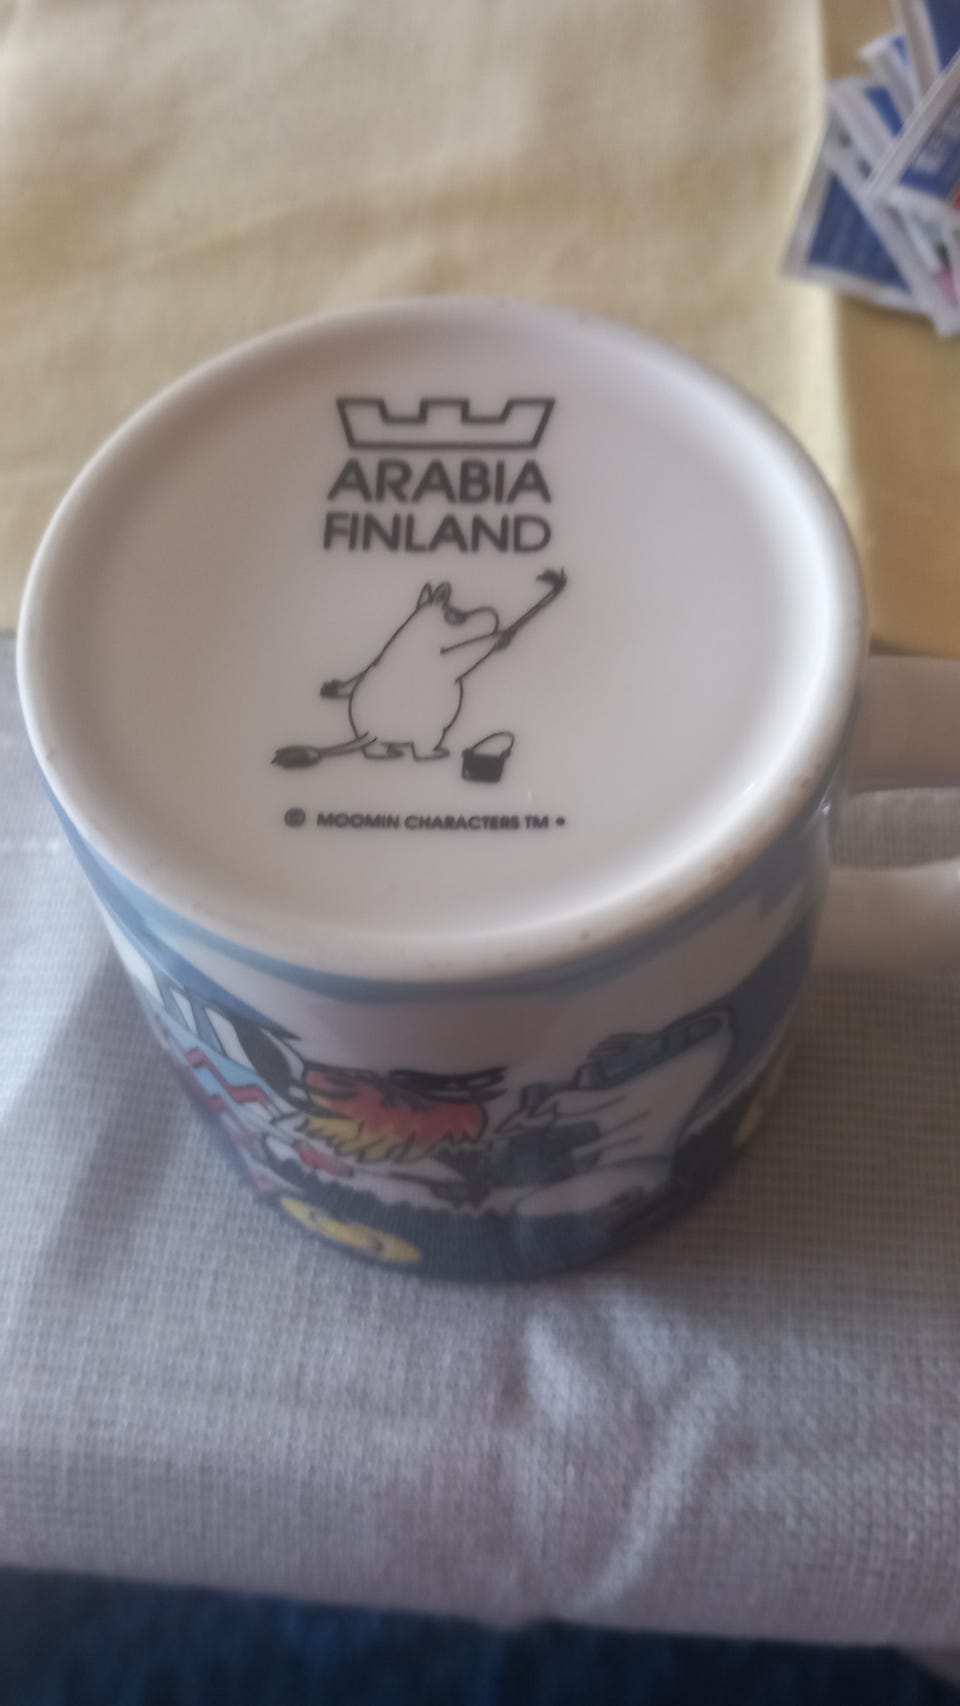 ARABIA
FINLAND
© MOOMIN CHARACTERS TM •